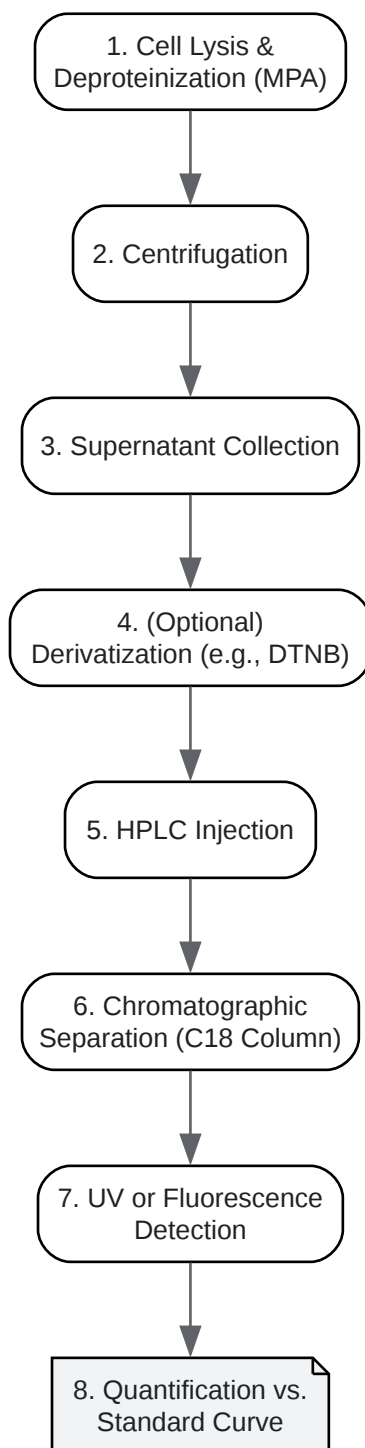 1. Cell Lysis &
Deproteinization (MPA)
2. Centrifugation
3. Supernatant Collection
4. (Optional)
Derivatization (e.g., DTNB)
5. HPLC Injection
6. Chromatographic
Separation (C18 Column)
7. UV or Fluorescence
Detection
8. Quantification vs.
Standard Curve